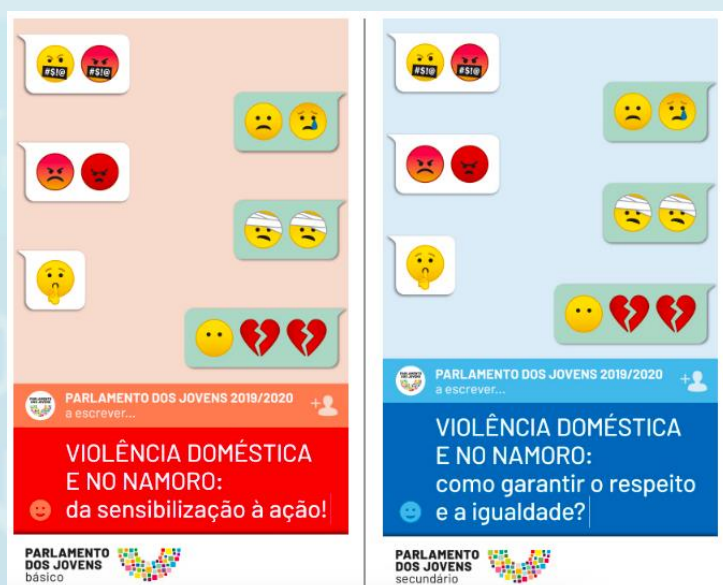 #$!@ #$!@
PARLAMENTO DOS JOVENS 2019/2020
a escrever...
VIOLÊNCIA DOMÉSTICA
E NO NAMORO:
da sensibilização à ação!
PARLAMENTO
DOS JOVENS
básico
#$!@ #$!@
PARLAMENTO DOS JOVENS 2019/2020
a escrever...
VIOLÊNCIA DOMÉSTICA
E NO NAMORO:
como garantir o respeito
e a igualdade?
PARLAMENTO
DOS JOVENS
secundário